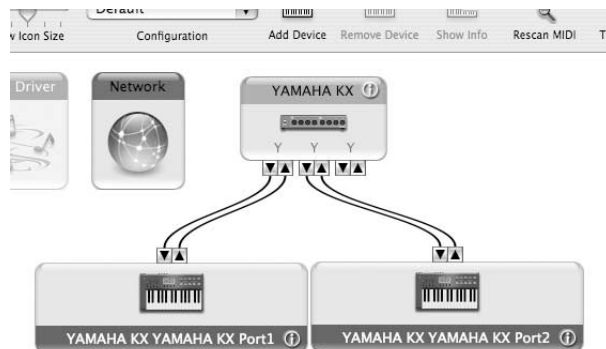 Default
w Icon Size
Configuration
Add Device
Remove Device
Show Info
Rescan MIDI
T
Driver
Network
YAMAHA KX
Y Y Y
YAMAHA KX YAMAHA KX Port1
YAMAHA KX YAMAHA KX Port2